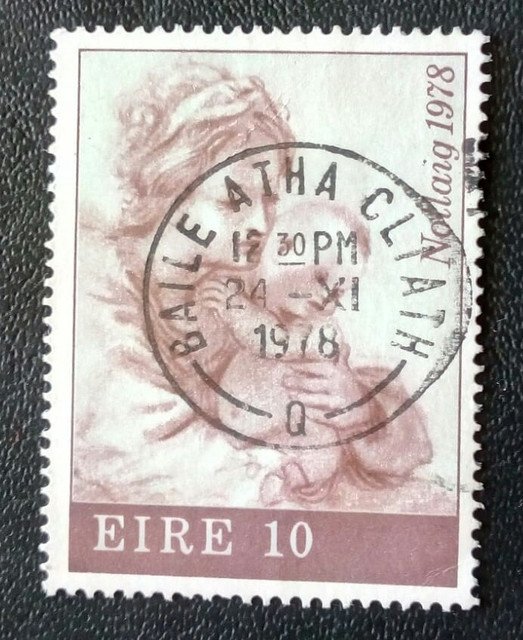 Nollaig 1978
BAILE ATHA CLIATH
12 30 PM
24 -XI
1978
Q
EIRE 10